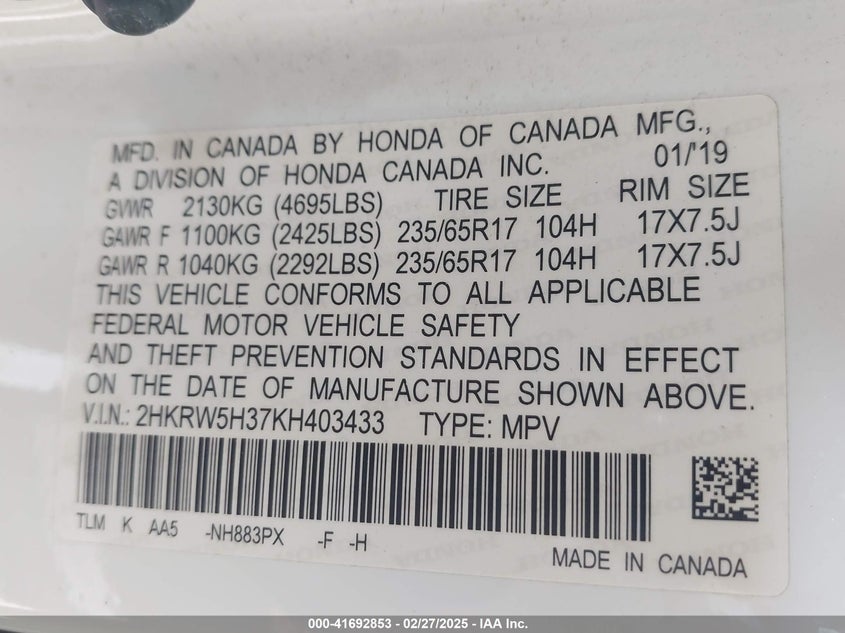 MFD. IN CANADA BY HONDA OF CANADA MFG.,
A DIVISION OF HONDA CANADA INC. 01/'19
GVWR 2130KG (4695LBS) TIRE SIZE RIM SIZE
GAWR F 1100KG (2425LBS) 235/65R17 104H 17X7.5J
GAWR R 1040KG (2292LBS) 235/65R17 104H 17X7.5J
THIS VEHICLE CONFORMS TO ALL APPLICABLE
FEDERAL MOTOR VEHICLE SAFETY
AND THEFT PREVENTION STANDARDS IN EFFECT
ON THE DATE OF MANUFACTURE SHOWN ABOVE.
V.I.N.: 2HKRW5H37KH403433 TYPE: MPV
TLM K AA5 -NH883PX -F -H
MADE IN CANADA
000-41692853 / 02/27/2025 - IAA Inc.